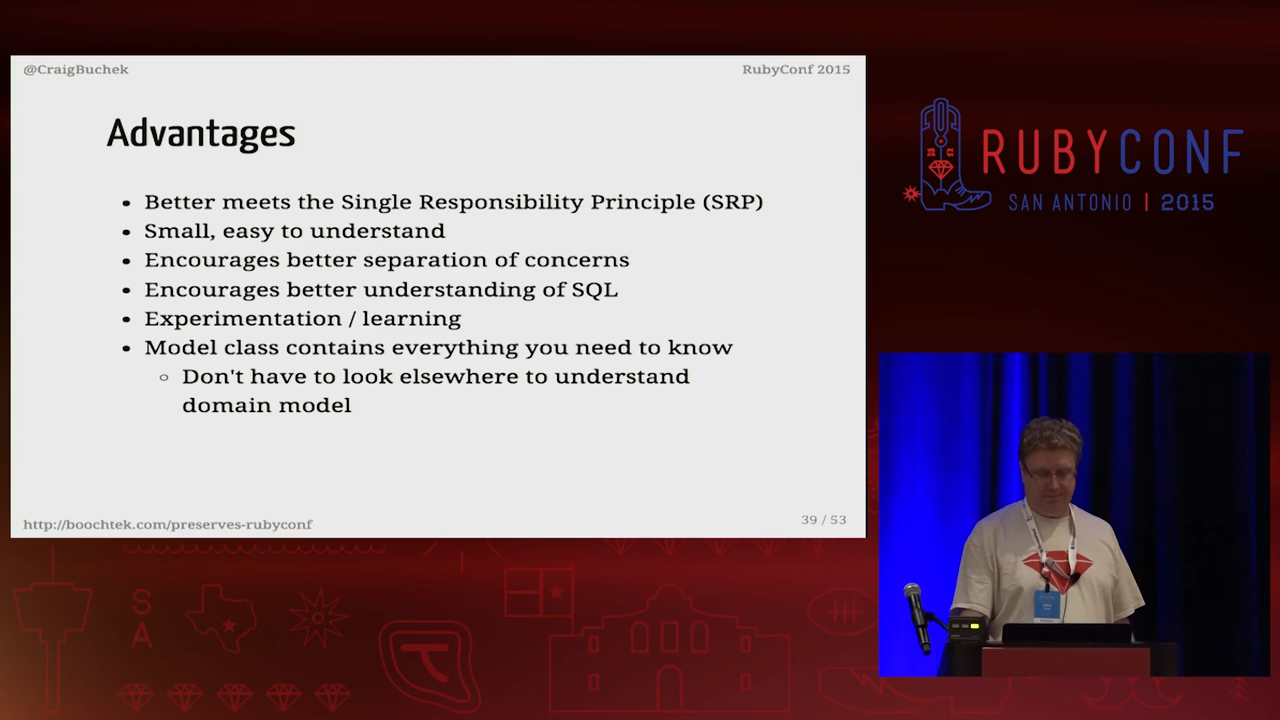 @CraigBuchek
RubyConf 2015
Advantages
• Better meets the Single Responsibility Principle (SRP)
• Small, easy to understand
• Encourages better separation of concerns
• Encourages better understanding of SQL
• Experimentation / learning
• Model class contains everything you need to know
○ Don't have to look elsewhere to understand
domain model
http://boochtek.com/preserves-rubyconf
39 / 53
RUBYCONF
SAN ANTONIO | 2015
S
A